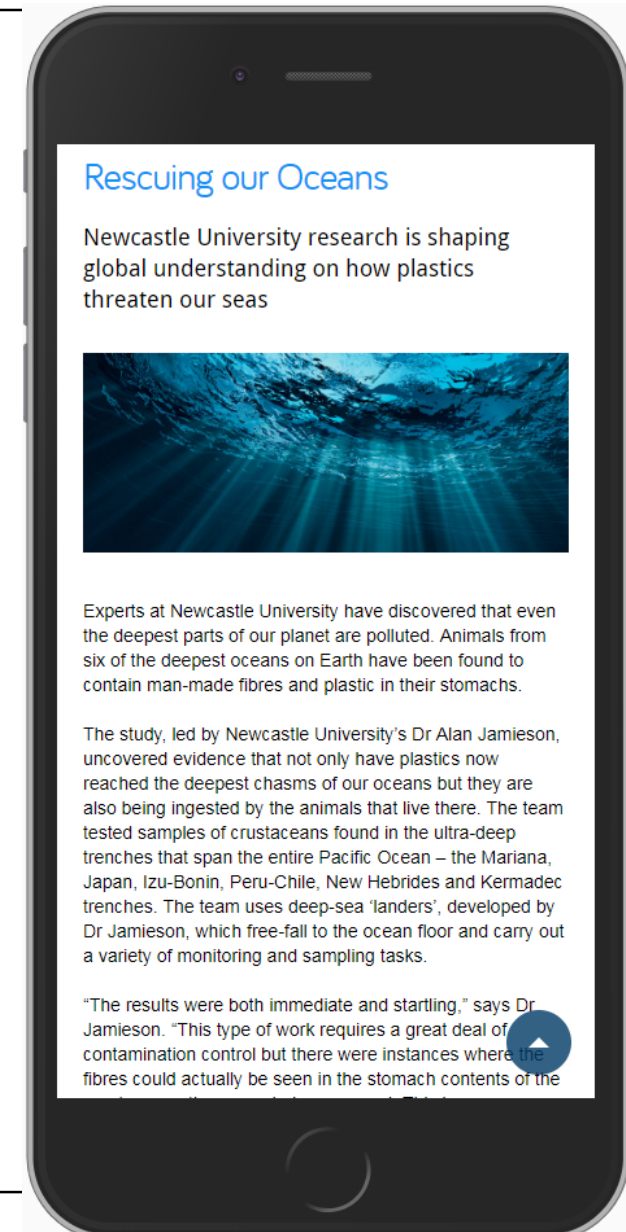 Rescuing our Oceans
Newcastle University research is shaping
global understanding on how plastics
threaten our seas
Experts at Newcastle University have discovered that even
the deepest parts of our planet are polluted. Animals from
six of the deepest oceans on Earth have been found to
contain man-made fibres and plastic in their stomachs.
The study, led by Newcastle University’s Dr Alan Jamieson,
uncovered evidence that not only have plastics now
reached the deepest chasms of our oceans but they are
also being ingested by the animals that live there. The team
tested samples of crustaceans found in the ultra-deep
trenches that span the entire Pacific Ocean – the Mariana,
Japan, Izu-Bonin, Peru-Chile, New Hebrides and Kermadec
trenches. The team uses deep-sea ‘landers’, developed by
Dr Jamieson, which free-fall to the ocean floor and carry out
a variety of monitoring and sampling tasks.
“The results were both immediate and startling,” says Dr
Jamieson. “This type of work requires a great deal of
contamination control but there were instances where the
fibres could actually be seen in the stomach contents of the